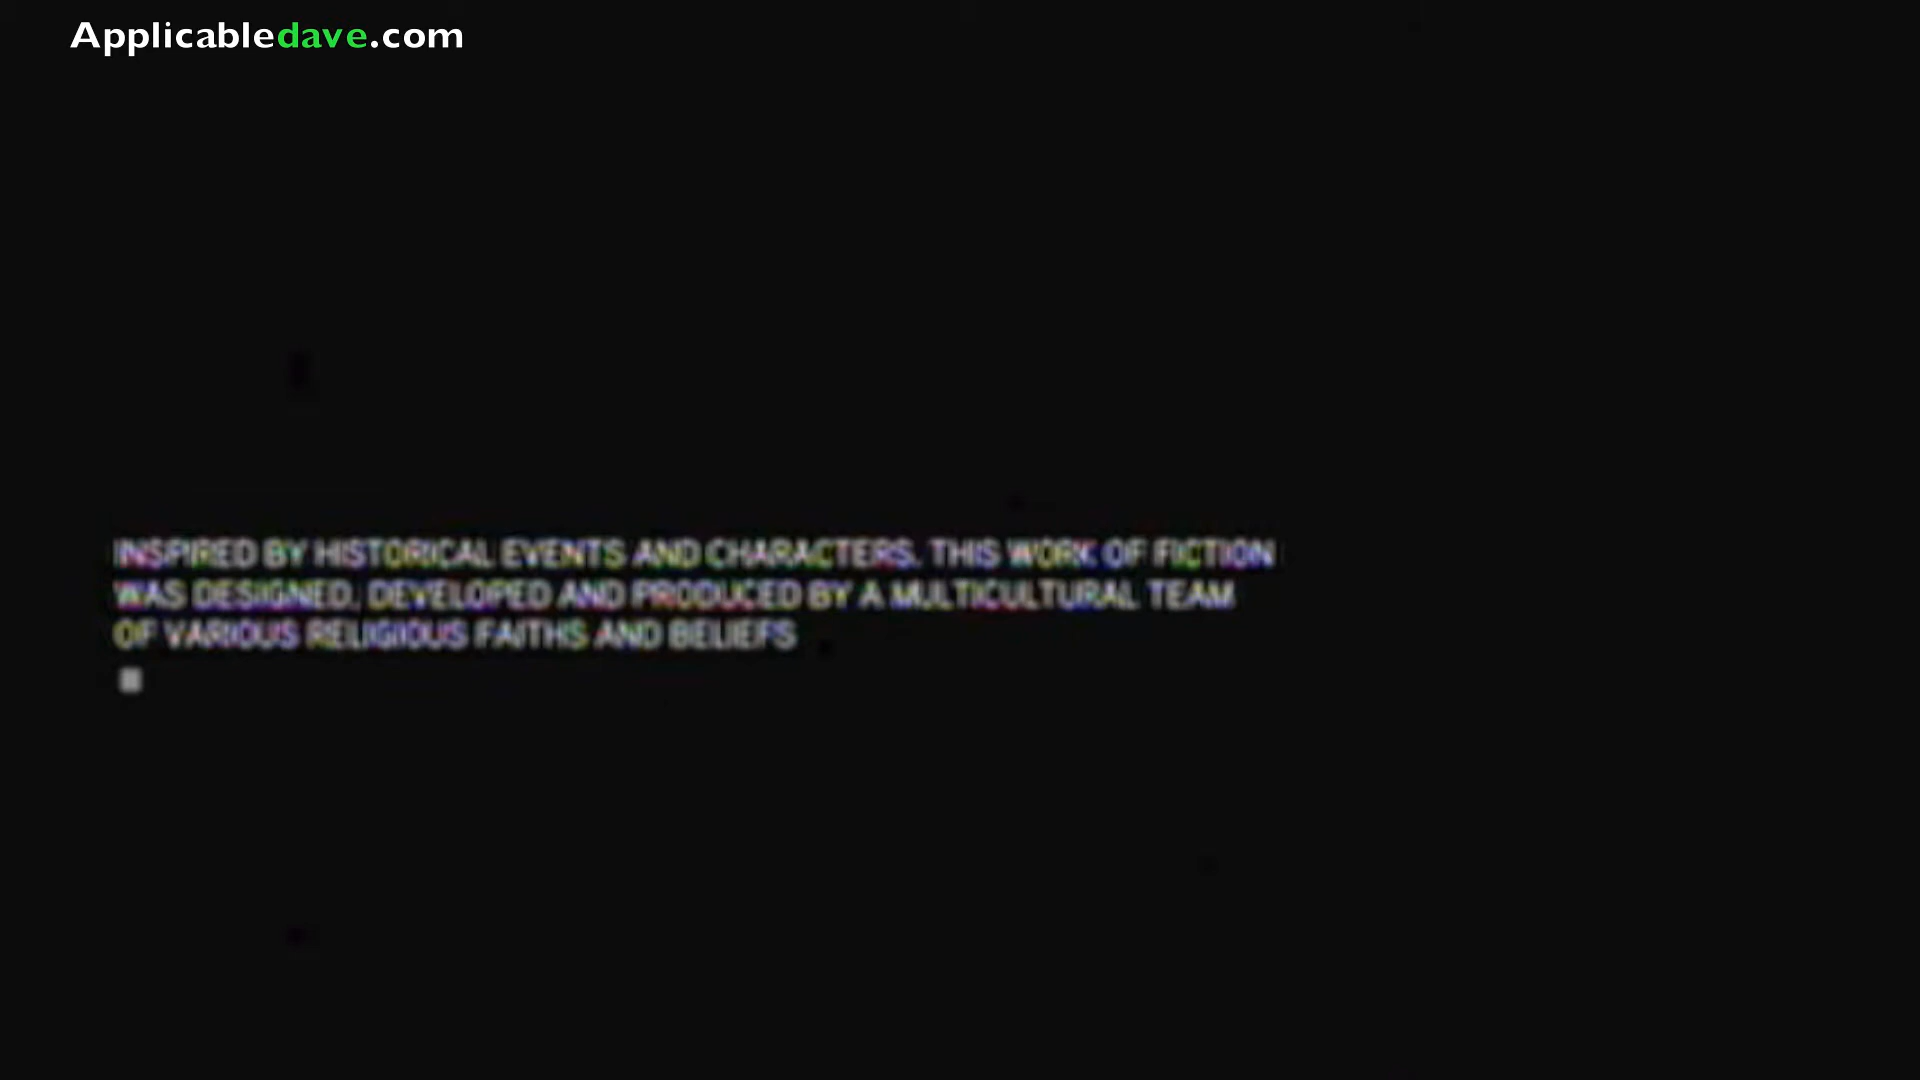 Applicabledave.com
INSPIRED BY HISTORICAL EVENTS AND CHARACTERS. THIS WORK OF FICTION
WAS DESIGNED, DEVELOPED AND PRODUCED BY A MULTICULTURAL TEAM
OF VARIOUS RELIGIOUS FAITHS AND BELIEFS